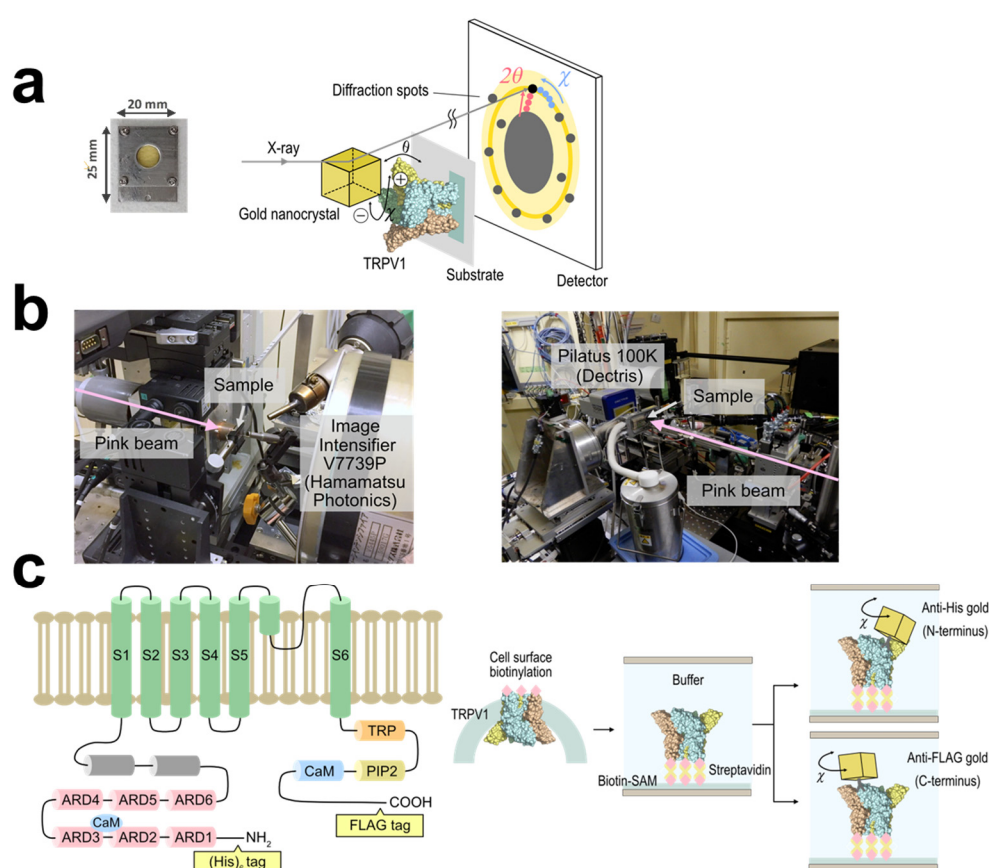 a
20 mm
25 mm
X-ray
Gold nanocrystal
θ
+
−
χ
TRPV1
Substrate
Diffraction spots
2θ
χ
Detector
b
Sample
Pink beam
Image
Intensifier
V7739P
(Hamamatsu
Photonics)
Pilatus 100K
(Dectris)
Sample
Pink beam
c
S1 S2 S3 S4 S5 S6
TRP
CaM PIP2
COOH
FLAG tag
ARD4 ARD5 ARD6
CaM
ARD3 ARD2 ARD1 NH₂
(His)₆ tag
Cell surface
biotinylation
TRPV1
Buffer
Biotin-SAM
Streptavidin
χ
Anti-His gold
(N-terminus)
χ
Anti-FLAG gold
(C-terminus)